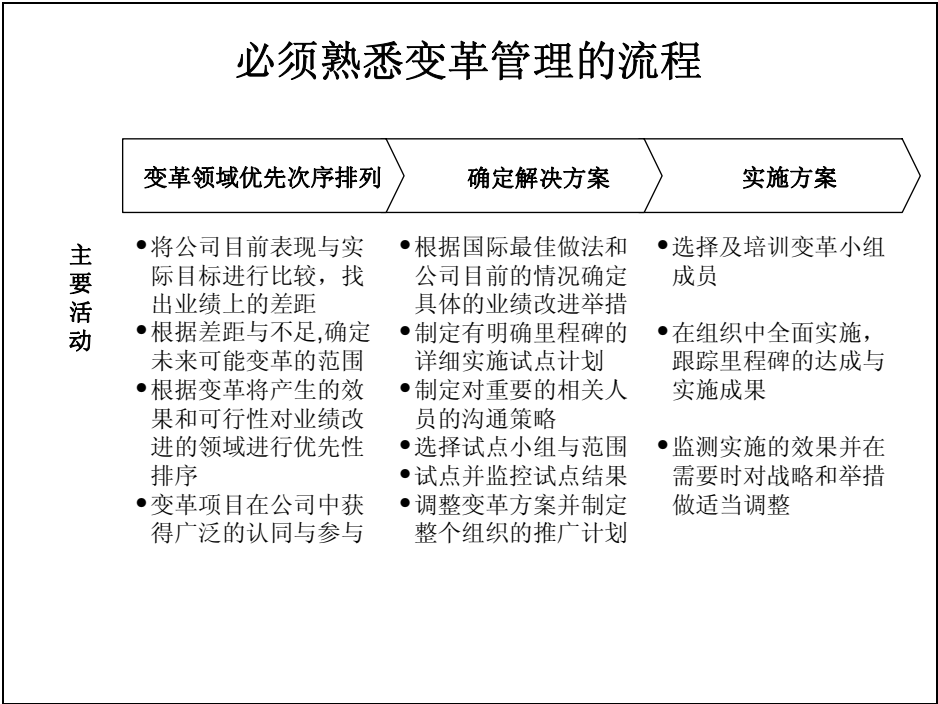 必须熟悉变革管理的流程
变革领域优先次序排列
确定解决方案
实施方案
主
要
活
动
•将公司目前表现与实
际目标进行比较，找
出业绩上的差距
•根据差距与不足,确定
未来可能变革的范围
•根据变革将产生的效
果和可行性对业绩改
进的领域进行优先性
排序
•变革项目在公司中获
得广泛的认同与参与
•根据国际最佳做法和
公司目前的情况确定
具体的业绩改进举措
•制定有明确里程碑的
详细实施试点计划
•制定对重要的相关人
员的沟通策略
•选择试点小组与范围
•试点并监控试点结果
•调整变革方案并制定
整个组织的推广计划
•选择及培训变革小组
成员
•在组织中全面实施，
跟踪里程碑的达成与
实施成果
•监测实施的效果并在
需要时对战略和举措
做适当调整